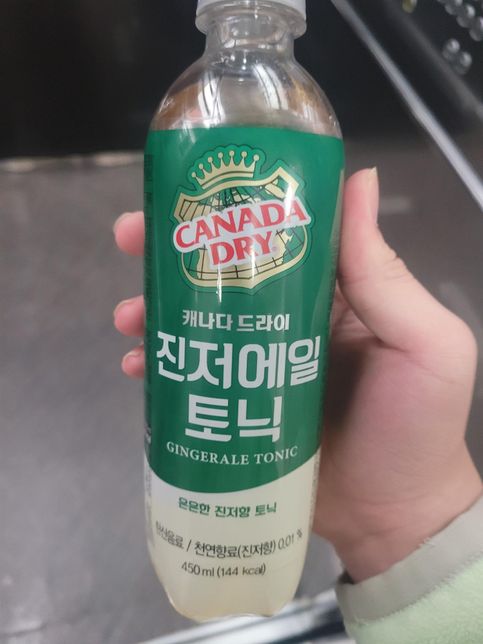 CANADA
DRY
캐나다 드라이
진저에일
토닉
GINGERALE TONIC
은은한 진저향 토닉
탄산음료 / 천연향료(진저향) 0.01 %
450 ml (144 kcal)